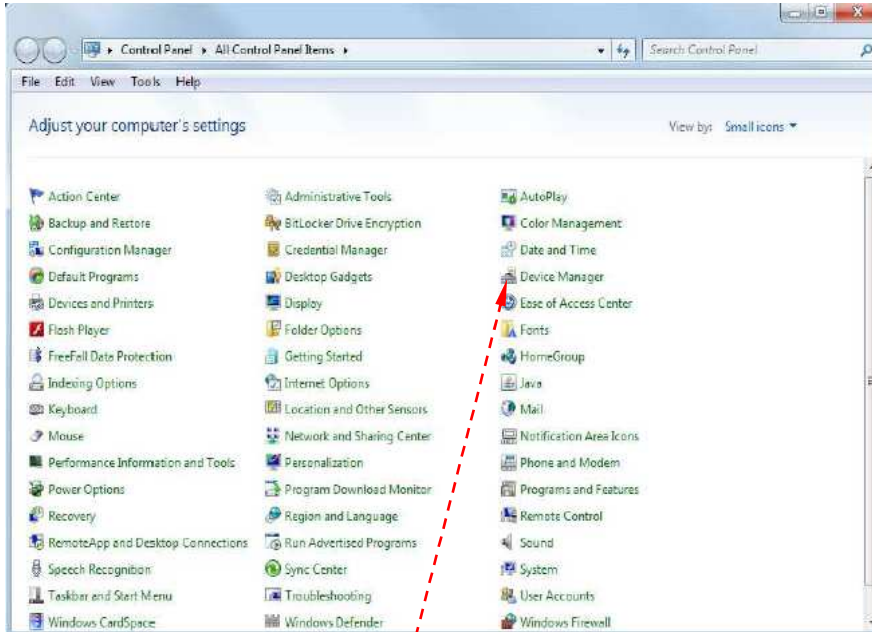 Control Panel ▸ All Control Panel Items ▸ Search Control Panel
File Edit View Tools Help
Adjust your computer's settings View by: Small icons
Action Center Administrative Tools AutoPlay
Backup and Restore BitLocker Drive Encryption Color Management
Configuration Manager Credential Manager Date and Time
Default Programs Desktop Gadgets Device Manager
Devices and Printers Display Ease of Access Center
Flash Player Folder Options Fonts
FreeFall Data Protection Getting Started HomeGroup
Indexing Options Internet Options Java
Keyboard Location and Other Sensors Mail
Mouse Network and Sharing Center Notification Area Icons
Performance Information and Tools Personalization Phone and Modem
Power Options Program Download Monitor Programs and Features
Recovery Region and Language Remote Control
RemoteApp and Desktop Connections Run Advertised Programs Sound
Speech Recognition Sync Center System
Taskbar and Start Menu Troubleshooting User Accounts
Windows CardSpace Windows Defender Windows Firewall